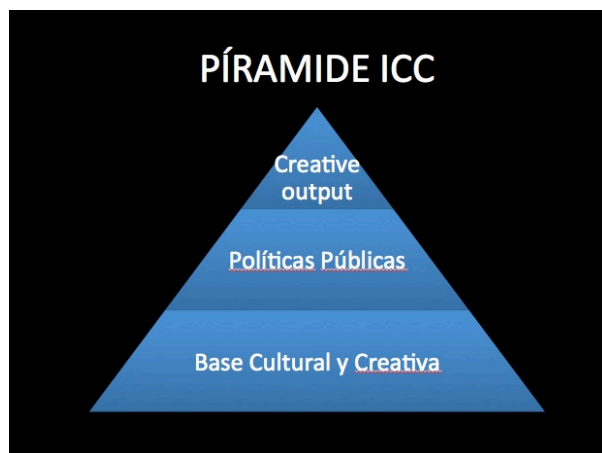 PÍRAMIDE ICC
Creative
output
Políticas Públicas
Base Cultural y Creativa